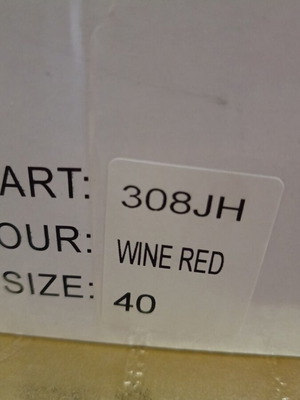 ART: 308JH
OUR: WINE RED
SIZE: 40